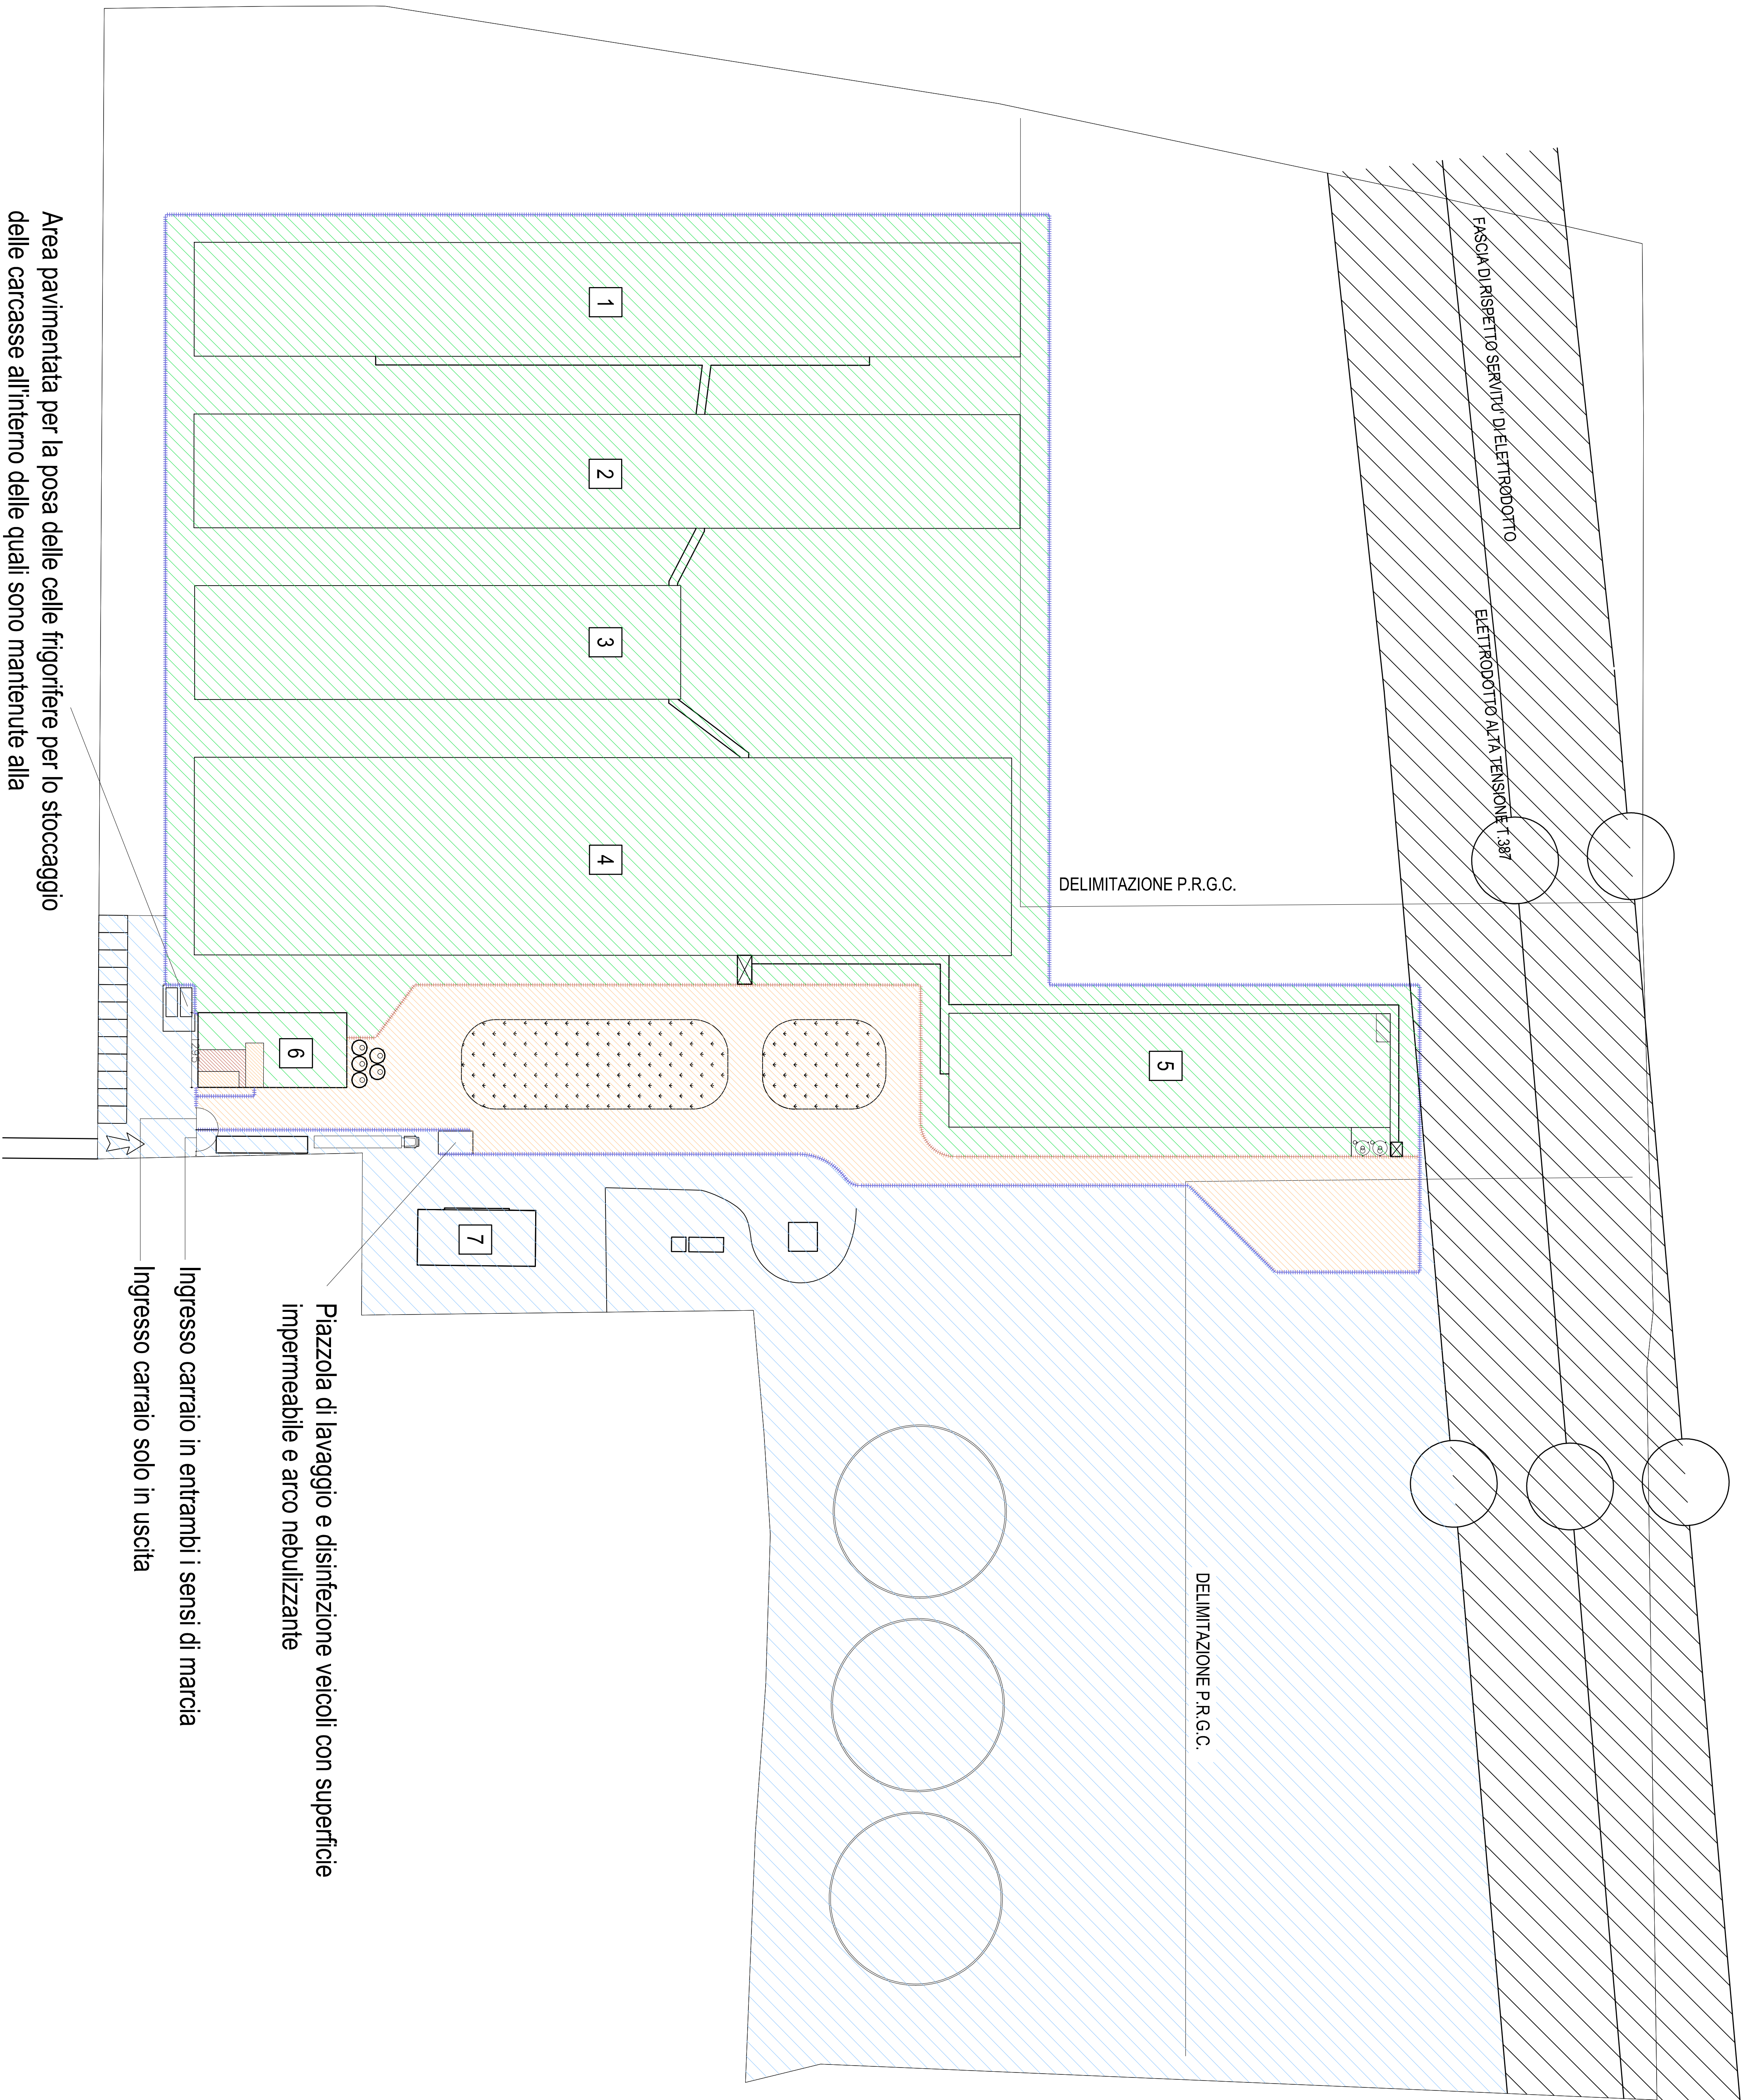 FASCIA DI RISPETTO SERVITU' DI ELETTRODOTTO
ELETTRODOTTO ALTA TENSIONE T.387
DELIMITAZIONE P.R.G.C.
DELIMITAZIONE P.R.G.C.
1
2
3
4
5
6
7
Area pavimentata per la posa delle celle frigorifere per lo stoccaggio
delle carcasse all'interno delle quali sono mantenute alla
Piazzola di lavaggio e disinfezione veicoli con superficie
impermeabile e arco nebulizzante
Ingresso carraio in entrambi i sensi di marcia
Ingresso carraio solo in uscita